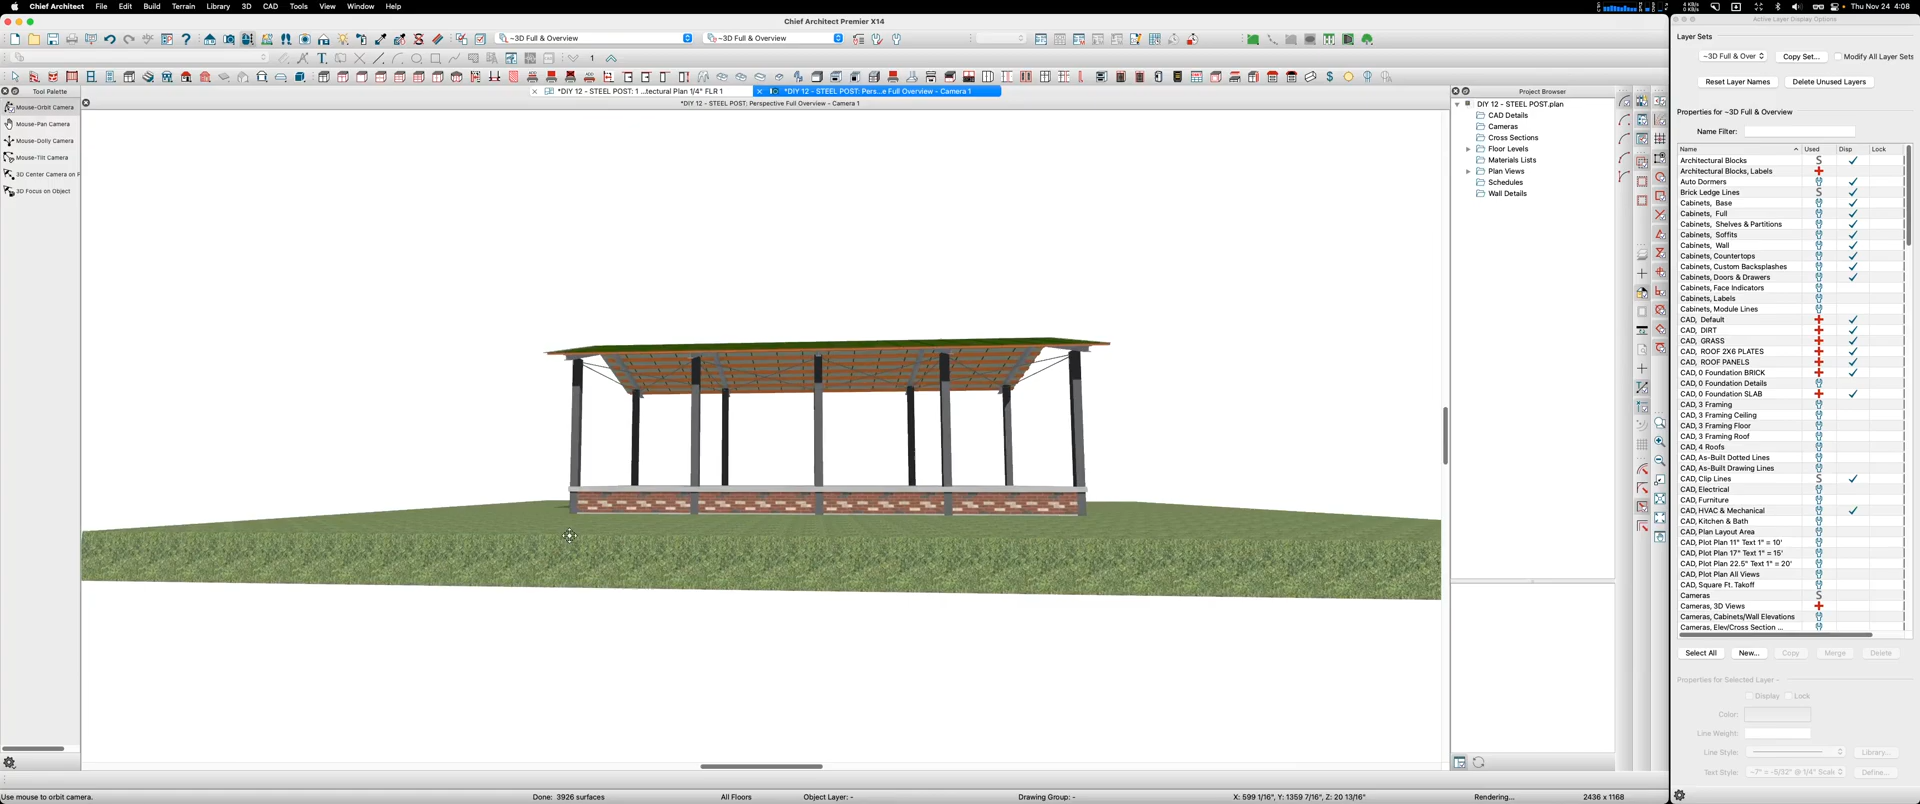 Chief Architect File Edit Build Terrain Library 3D CAD Tools View Window Help
4 KB/s
0 KB/s
Thu Nov 24 4:08
Chief Architect Premier X14
Active Layer Display Options
~3D Full & Overview
~3D Full & Overview
1
Tool Palette
*DIY 12 - STEEL POST: 1 ...tectural Plan 1/4" FLR 1
*DIY 12 - STEEL POST: Pers...e Full Overview - Camera 1
*DIY 12 - STEEL POST: Perspective Full Overview - Camera 1
Mouse-Orbit Camera
Mouse-Pan Camera
Mouse-Dolly Camera
Mouse-Tilt Camera
3D Center Camera on P
3D Focus on Object
Project Browser
DIY 12 - STEEL POST.plan
CAD Details
Cameras
Cross Sections
Floor Levels
Materials Lists
Plan Views
Schedules
Wall Details
Layer Sets
~3D Full & Over
Copy Set...
Modify All Layer Sets
Reset Layer Names
Delete Unused Layers
Properties for ~3D Full & Overview
Name Filter:
Name Used Disp Lock
Architectural Blocks S
Architectural Blocks, Labels
Auto Dormers
Brick Ledge Lines S
Cabinets, Base
Cabinets, Full
Cabinets, Shelves & Partitions
Cabinets, Soffits
Cabinets, Wall
Cabinets, Countertops
Cabinets, Custom Backsplashes
Cabinets, Doors & Drawers
Cabinets, Face Indicators
Cabinets, Labels
Cabinets, Module Lines
CAD, Default
CAD, DIRT
CAD, GRASS
CAD, ROOF 2X6 PLATES
CAD, ROOF PANELS
CAD, 0 Foundation BRICK
CAD, 0 Foundation Details
CAD, 0 Foundation SLAB
CAD, 3 Framing
CAD, 3 Framing Ceiling
CAD, 3 Framing Floor
CAD, 3 Framing Roof
CAD, 4 Roofs
CAD, As-Built Dotted Lines
CAD, As-Built Drawing Lines
CAD, Clip Lines S
CAD, Electrical
CAD, Furniture
CAD, HVAC & Mechanical
CAD, Kitchen & Bath
CAD, Plan Layout Area
CAD, Plot Plan 11" Text 1" = 10'
CAD, Plot Plan 17" Text 1" = 15'
CAD, Plot Plan 22.5" Text 1" = 20'
CAD, Plot Plan All Views
CAD, Square Ft. Takoff
Cameras S
Cameras, 3D Views
Cameras, Cabinets/Wall Elevations
Cameras, Elev/Cross Section ...
Select All New... Copy Merge Delete
Properties for Selected Layer -
Display Lock
Color:
Line Weight:
Line Style: Library...
Text Style: ~7" = -5/32" @ 1/4" Scale Define...
Use mouse to orbit camera.
Done: 3926 surfaces
All Floors
Object Layer: -
Drawing Group: -
X: 599 1/16", Y: 1359 7/16", Z: 20 13/16"
Rendering...
2436 x 1168